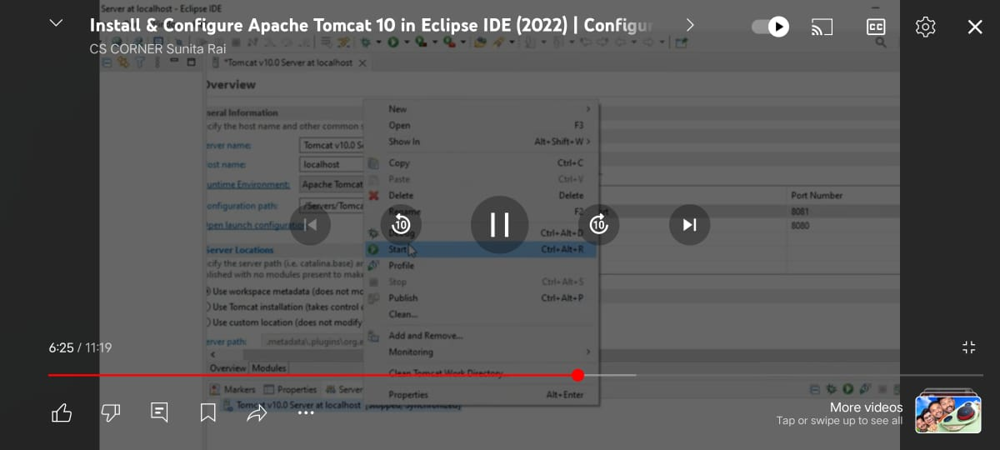 Server at localhost - Eclipse IDE
Install & Configure Apache Tomcat 10 in Eclipse IDE (2022) | Configur
CS CORNER Sunita Rai
*Tomcat v10.0 Server at localhost
Overview
neral Information
cify the host name and other common s
erver name:
Tomcat v10.0 S
ost name:
localhost
untime Environment:
Apache Tomcat
onfiguration path:
/Servers/Tomca
pen launch configuration
Server Locations
cify the server path (i.e. catalina.base) ar
blished with no modules present to make
Use workspace metadata (does not mo
Use Tomcat installation (takes control
Use custom location (does not modify
erver path:
.metadata\.plugins\org.e
Overview
Modules
New
Open F3
Show In Alt+Shift+W
Copy Ctrl+C
Paste Ctrl+V
Delete Delete
Rename F2
Debug Ctrl+Alt+D
Start Ctrl+Alt+R
Profile
Stop Ctrl+Alt+S
Publish Ctrl+Alt+P
Clean...
Add and Remove...
Monitoring
Clean Tomcat Work Directory...
Properties Alt+Enter
Port Number
8081
8080
10
10
6:25 / 11:19
Markers
Properties
Server
Tomcat v10.0 Server at localhost [Stopped, Synchronized]
More videos
Tap or swipe up to see all